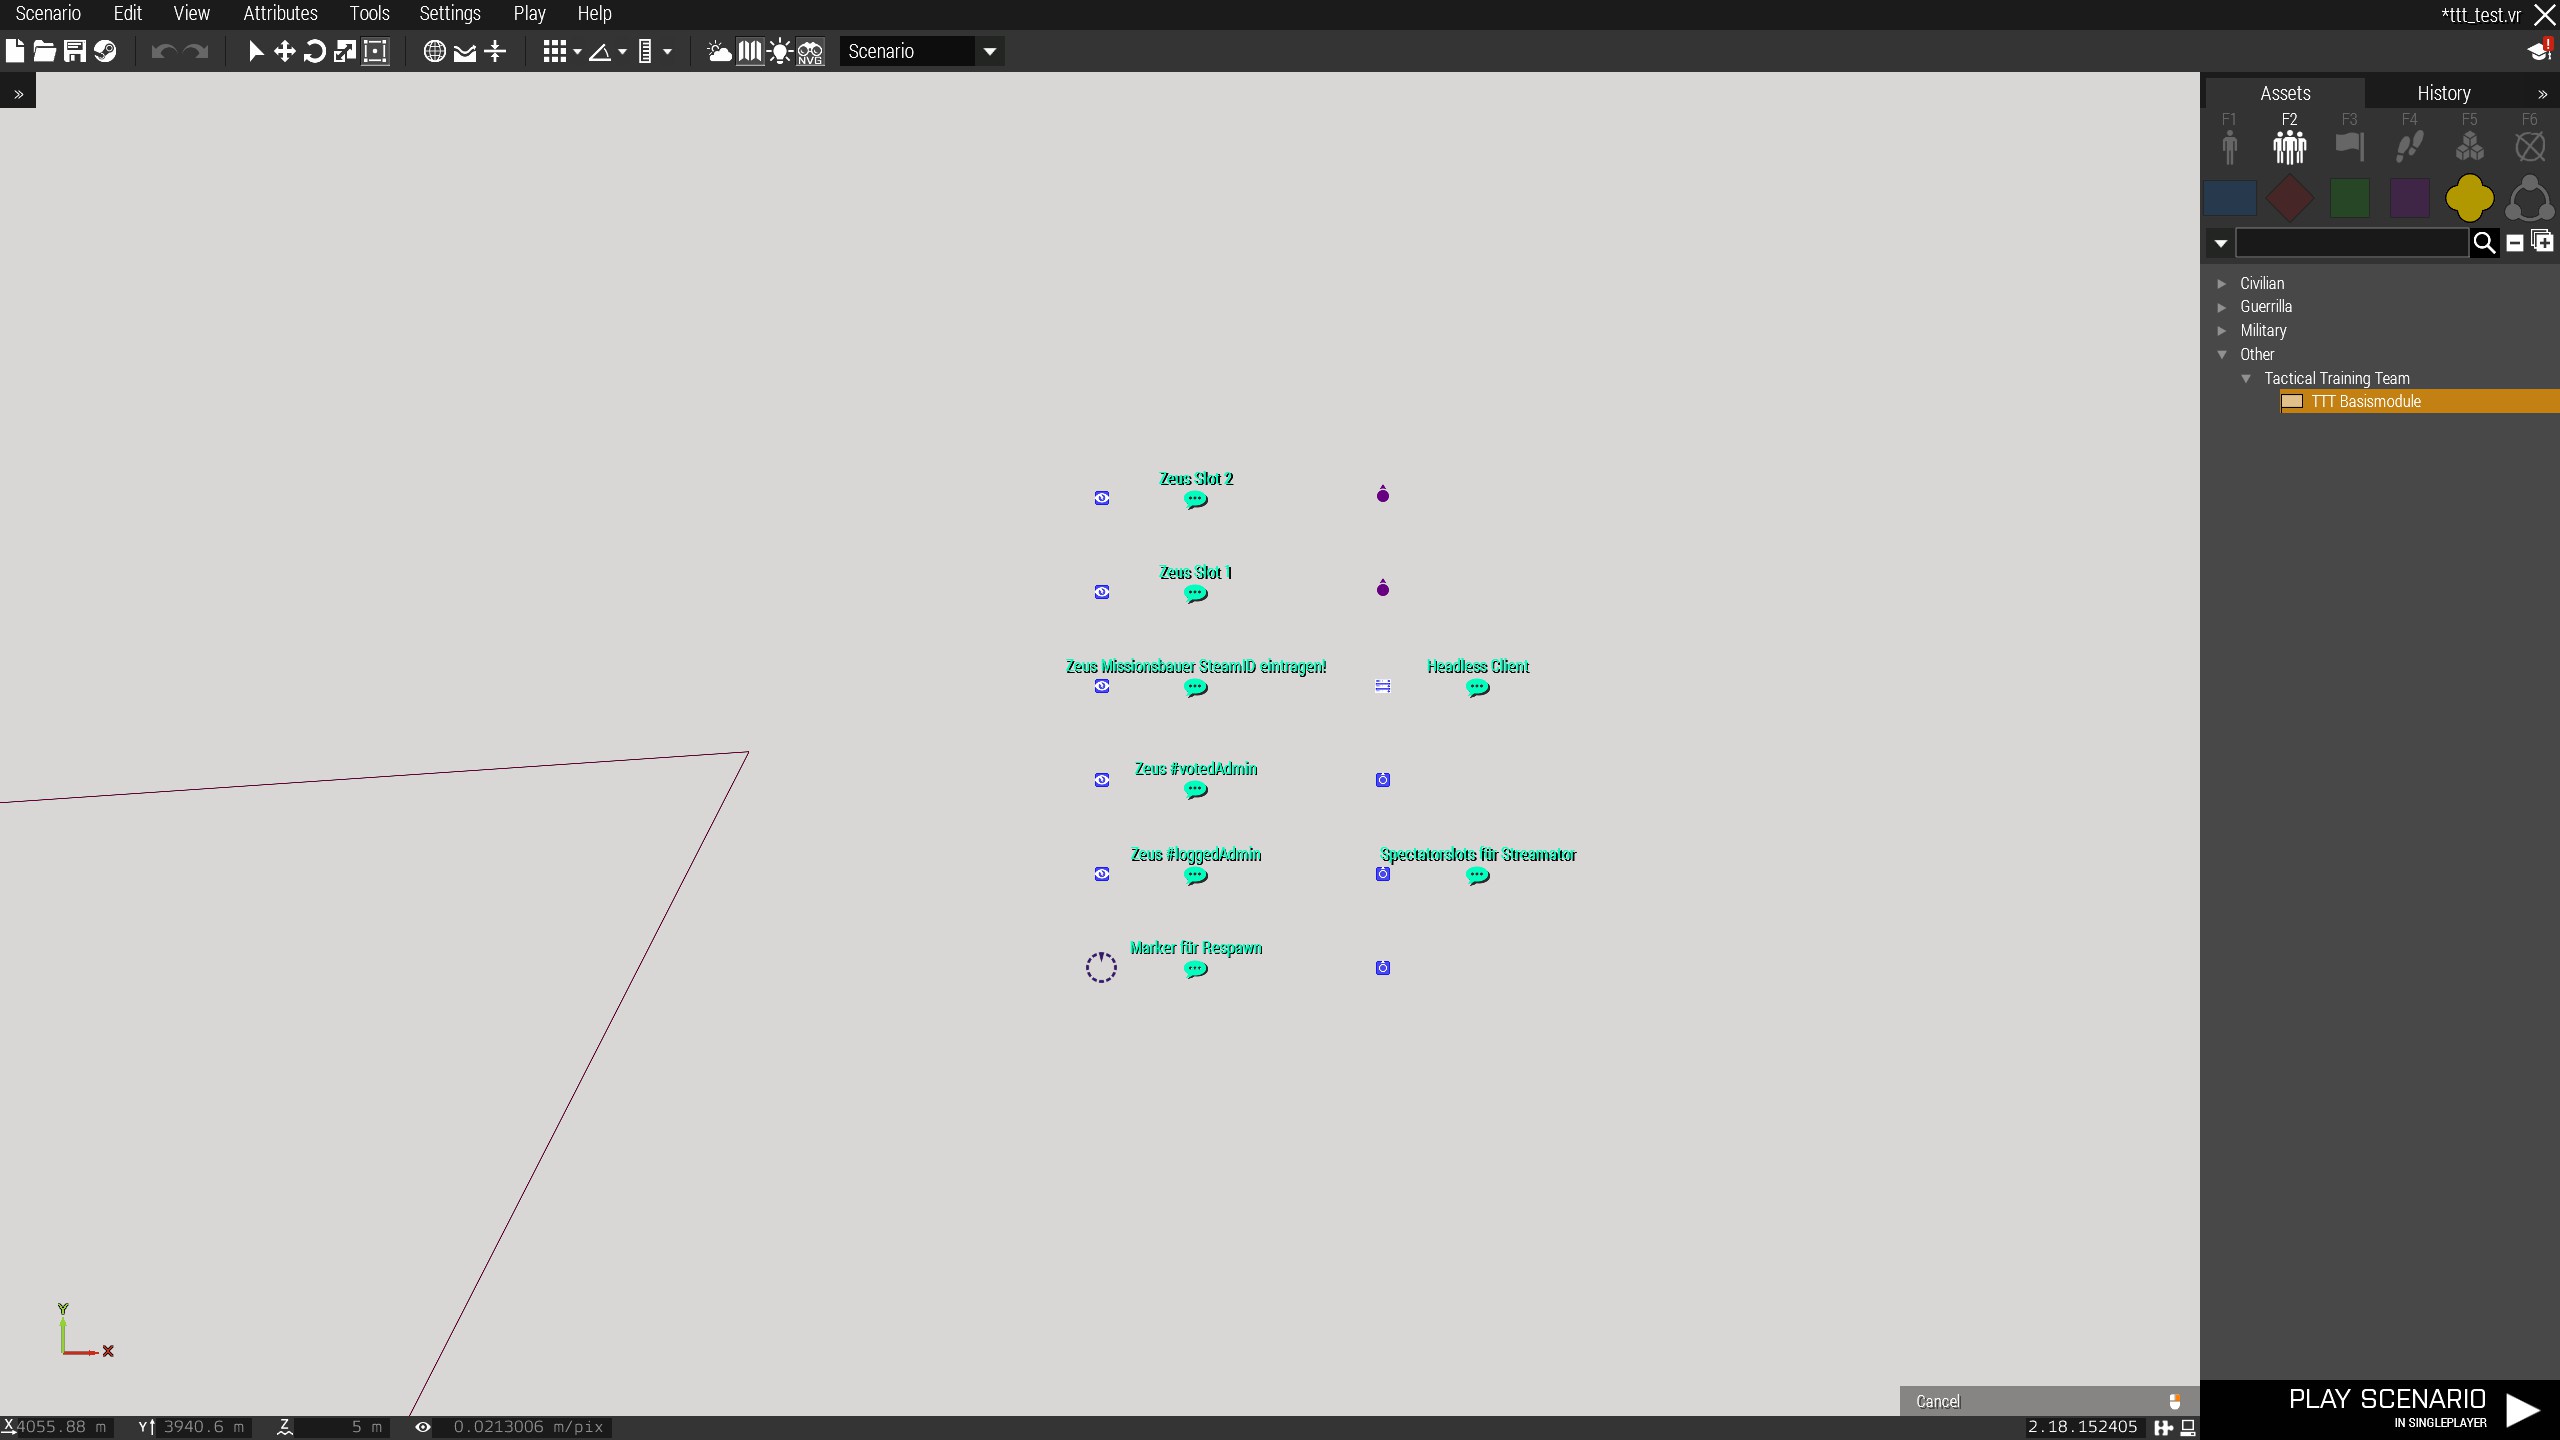 Scenario Edit View Attributes Tools Settings Play Help
*ttt_test.vr
NVG
Scenario
Assets History
F1 F2 F3 F4 F5 F6
Civilian
Guerrilla
Military
Other
Tactical Training Team
TTT Basismodule
Zeus Slot 2
Zeus Slot 1
Zeus Missionsbauer SteamID eintragen!
Headless Client
Zeus #votedAdmin
Zeus #loggedAdmin
Spectatorslots für Streamator
Marker für Respawn
Y
X
Cancel
PLAY SCENARIO
IN SINGLEPLAYER
X 4055.88 m Y 3940.6 m Z 5 m 0.0213006 m/pix
2.18.152405